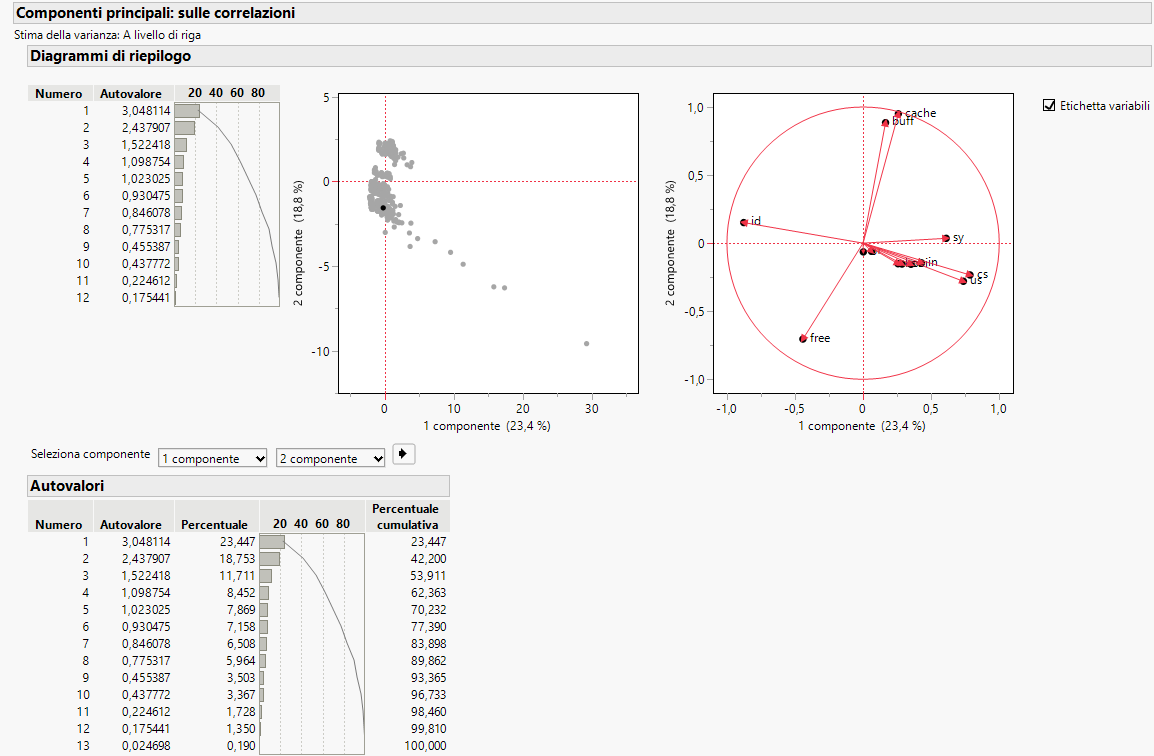 Componenti principali: sulle correlazioni
Stima della varianza: A livello di riga
Diagrammi di riepilogo
Numero Autovalore 20 40 60 80
1 3,048114
2 2,437907
3 1,522418
4 1,098754
5 1,023025
6 0,930475
7 0,846078
8 0,775317
9 0,455387
10 0,437772
11 0,224612
12 0,175441
2 componente (18,8 %)
5
0
-5
-10
0 10 20 30
1 componente (23,4 %)
2 componente (18,8 %)
1,0
0,5
0
-0,5
-1,0
cache
buff
id
sy
in
cs
us
free
-1,0 -0,5 0 0,5 1,0
1 componente (23,4 %)
Etichetta variabili
Seleziona componente 1 componente 2 componente
Autovalori
Numero Autovalore Percentuale 20 40 60 80 Percentuale cumulativa
1 3,048114 23,447 23,447
2 2,437907 18,753 42,200
3 1,522418 11,711 53,911
4 1,098754 8,452 62,363
5 1,023025 7,869 70,232
6 0,930475 7,158 77,390
7 0,846078 6,508 83,898
8 0,775317 5,964 89,862
9 0,455387 3,503 93,365
10 0,437772 3,367 96,733
11 0,224612 1,728 98,460
12 0,175441 1,350 99,810
13 0,024698 0,190 100,000